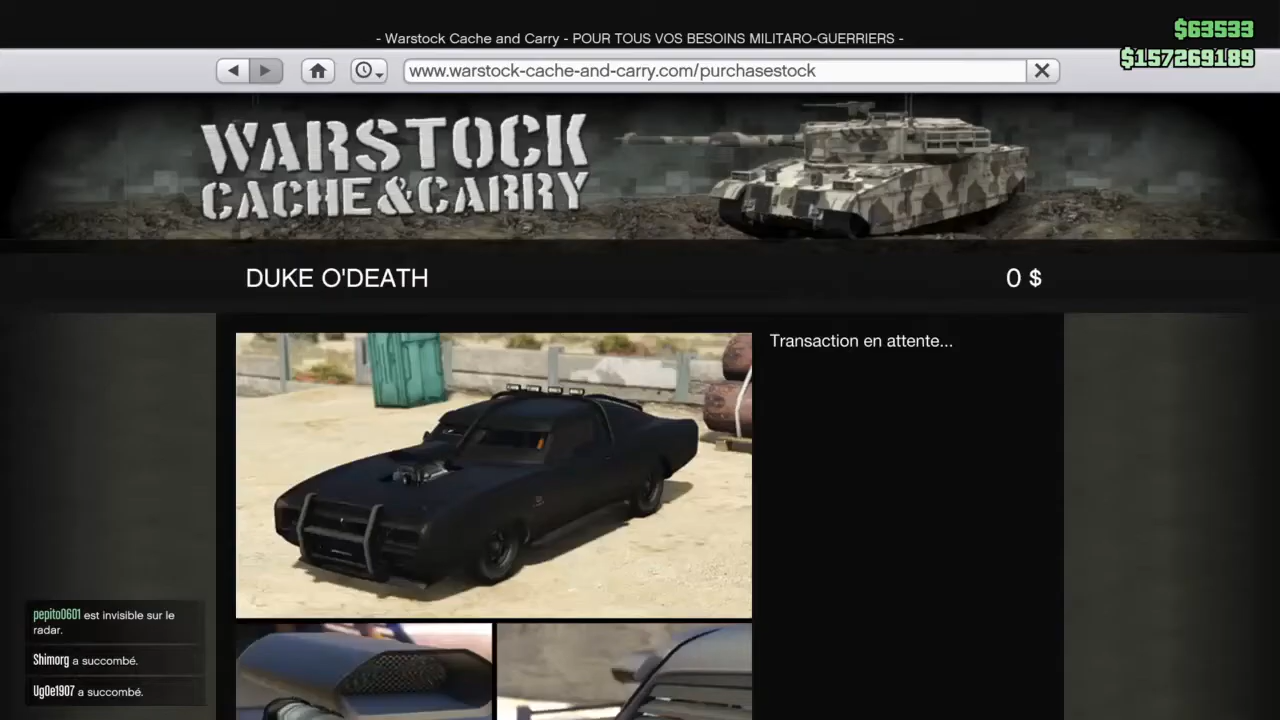 - Warstock Cache and Carry - POUR TOUS VOS BESOINS MILITARO-GUERRIERS -
$63533
$157269189
www.warstock-cache-and-carry.com/purchasestock
WARSTOCK
CACHE&CARRY
DUKE O'DEATH
0 $
Transaction en attente...
pepito0601 est invisible sur le
radar.
Shimorg a succombé.
Ug0e1907 a succombé.